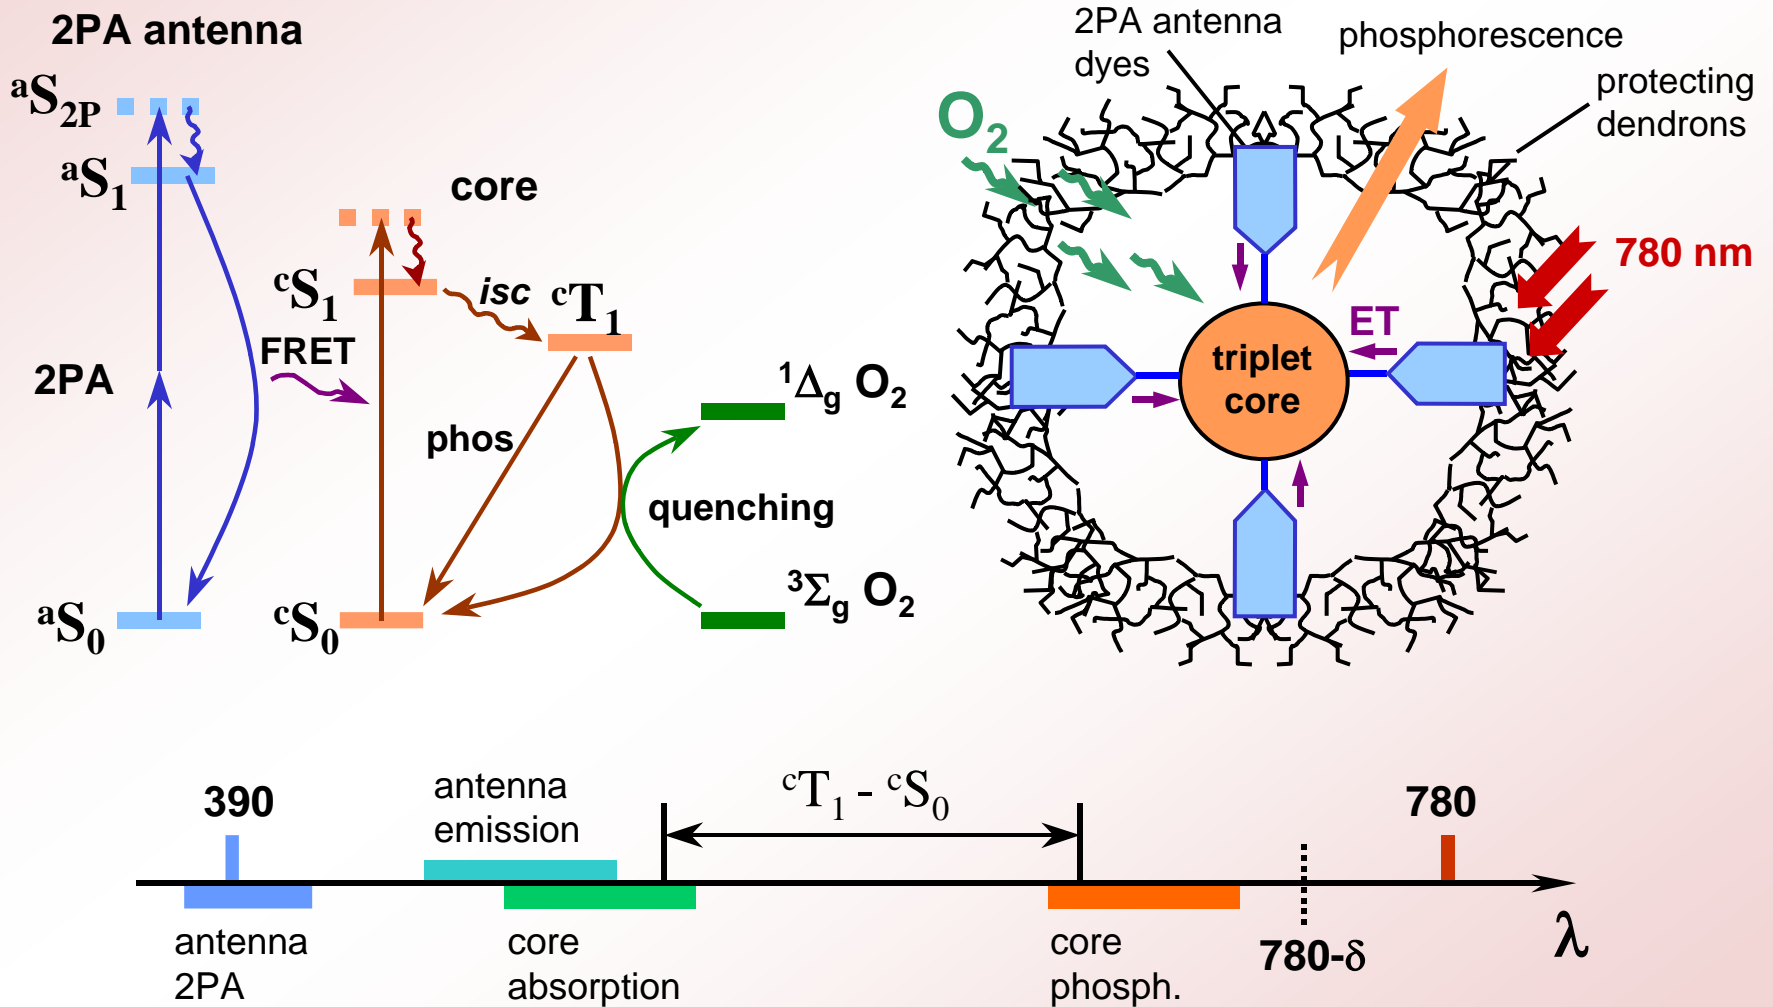 2PA antenna
ᵃS₂ₚ
ᵃS₁
core
ᶜS₁
isc
ᶜT₁
FRET
2PA
¹Δg O₂
phos
quenching
³Σg O₂
ᵃS₀
ᶜS₀
2PA antenna
dyes
phosphorescence
protecting
dendrons
O₂
780 nm
ET
triplet
core
390
antenna
emission
ᶜT₁ - ᶜS₀
780
antenna
2PA
core
absorption
core
phosph.
780-δ
λ